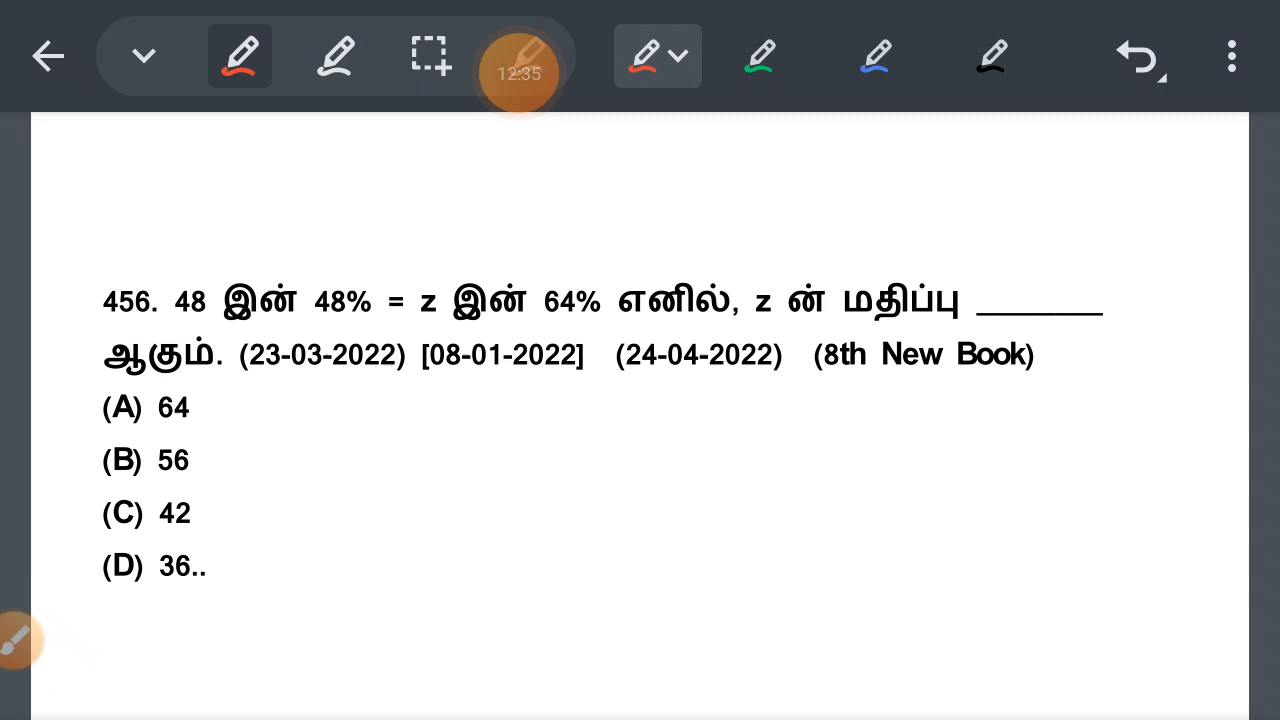 12:35
456. 48 இன் 48% = z இன் 64% எனில், z ன் மதிப்பு ________
ஆகும். (23-03-2022) [08-01-2022] (24-04-2022) (8th New Book)
(A) 64
(B) 56
(C) 42
(D) 36..